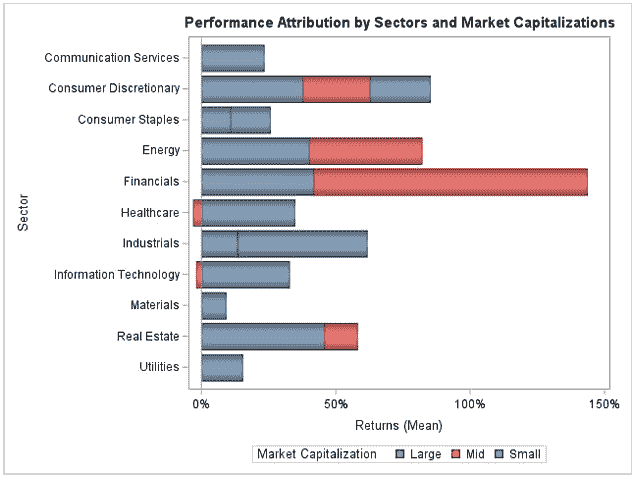 Performance Attribution by Sectors and Market Capitalizations
Communication Services
Consumer Discretionary
Consumer Staples
Energy
Financials
Healthcare
Industrials
Information Technology
Materials
Real Estate
Utilities
Sector
0%
50%
100%
150%
Returns (Mean)
Market Capitalization Large Mid Small